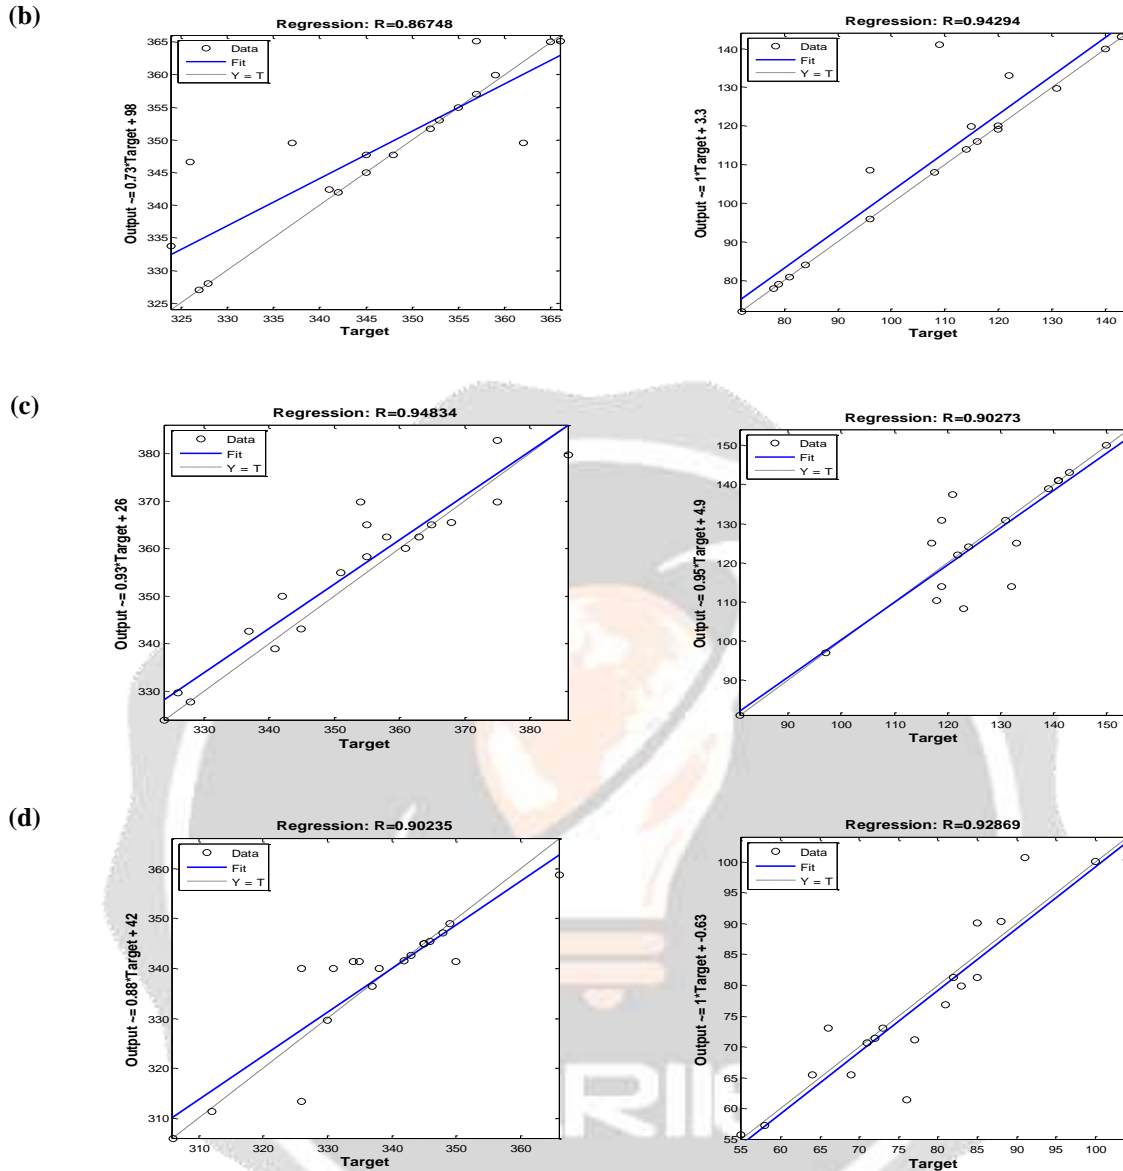 (b)
Regression: R=0.86748
Data
Fit
Y = T
Output ~= 0.73*Target + 98
365
360
355
350
345
340
335
330
325
325 330 335 340 345 350 355 360 365
Target
Regression: R=0.94294
Data
Fit
Y = T
Output ~= 1*Target + 3.3
140
130
120
110
100
90
80
80 90 100 110 120 130 140
Target
(c)
Regression: R=0.94834
Data
Fit
Y = T
Output ~= 0.93*Target + 26
380
370
360
350
340
330
330 340 350 360 370 380
Target
Regression: R=0.90273
Data
Fit
Y = T
Output ~= 0.95*Target + 4.9
150
140
130
120
110
100
90
90 100 110 120 130 140 150
Target
(d)
Regression: R=0.90235
Data
Fit
Y = T
Output ~= 0.88*Target + 42
360
350
340
330
320
310
310 320 330 340 350 360
Target
Regression: R=0.92869
Data
Fit
Y = T
Output ~= 1*Target + -0.63
100
95
90
85
80
75
70
65
60
55
55 60 65 70 75 80 85 90 95 100
Target